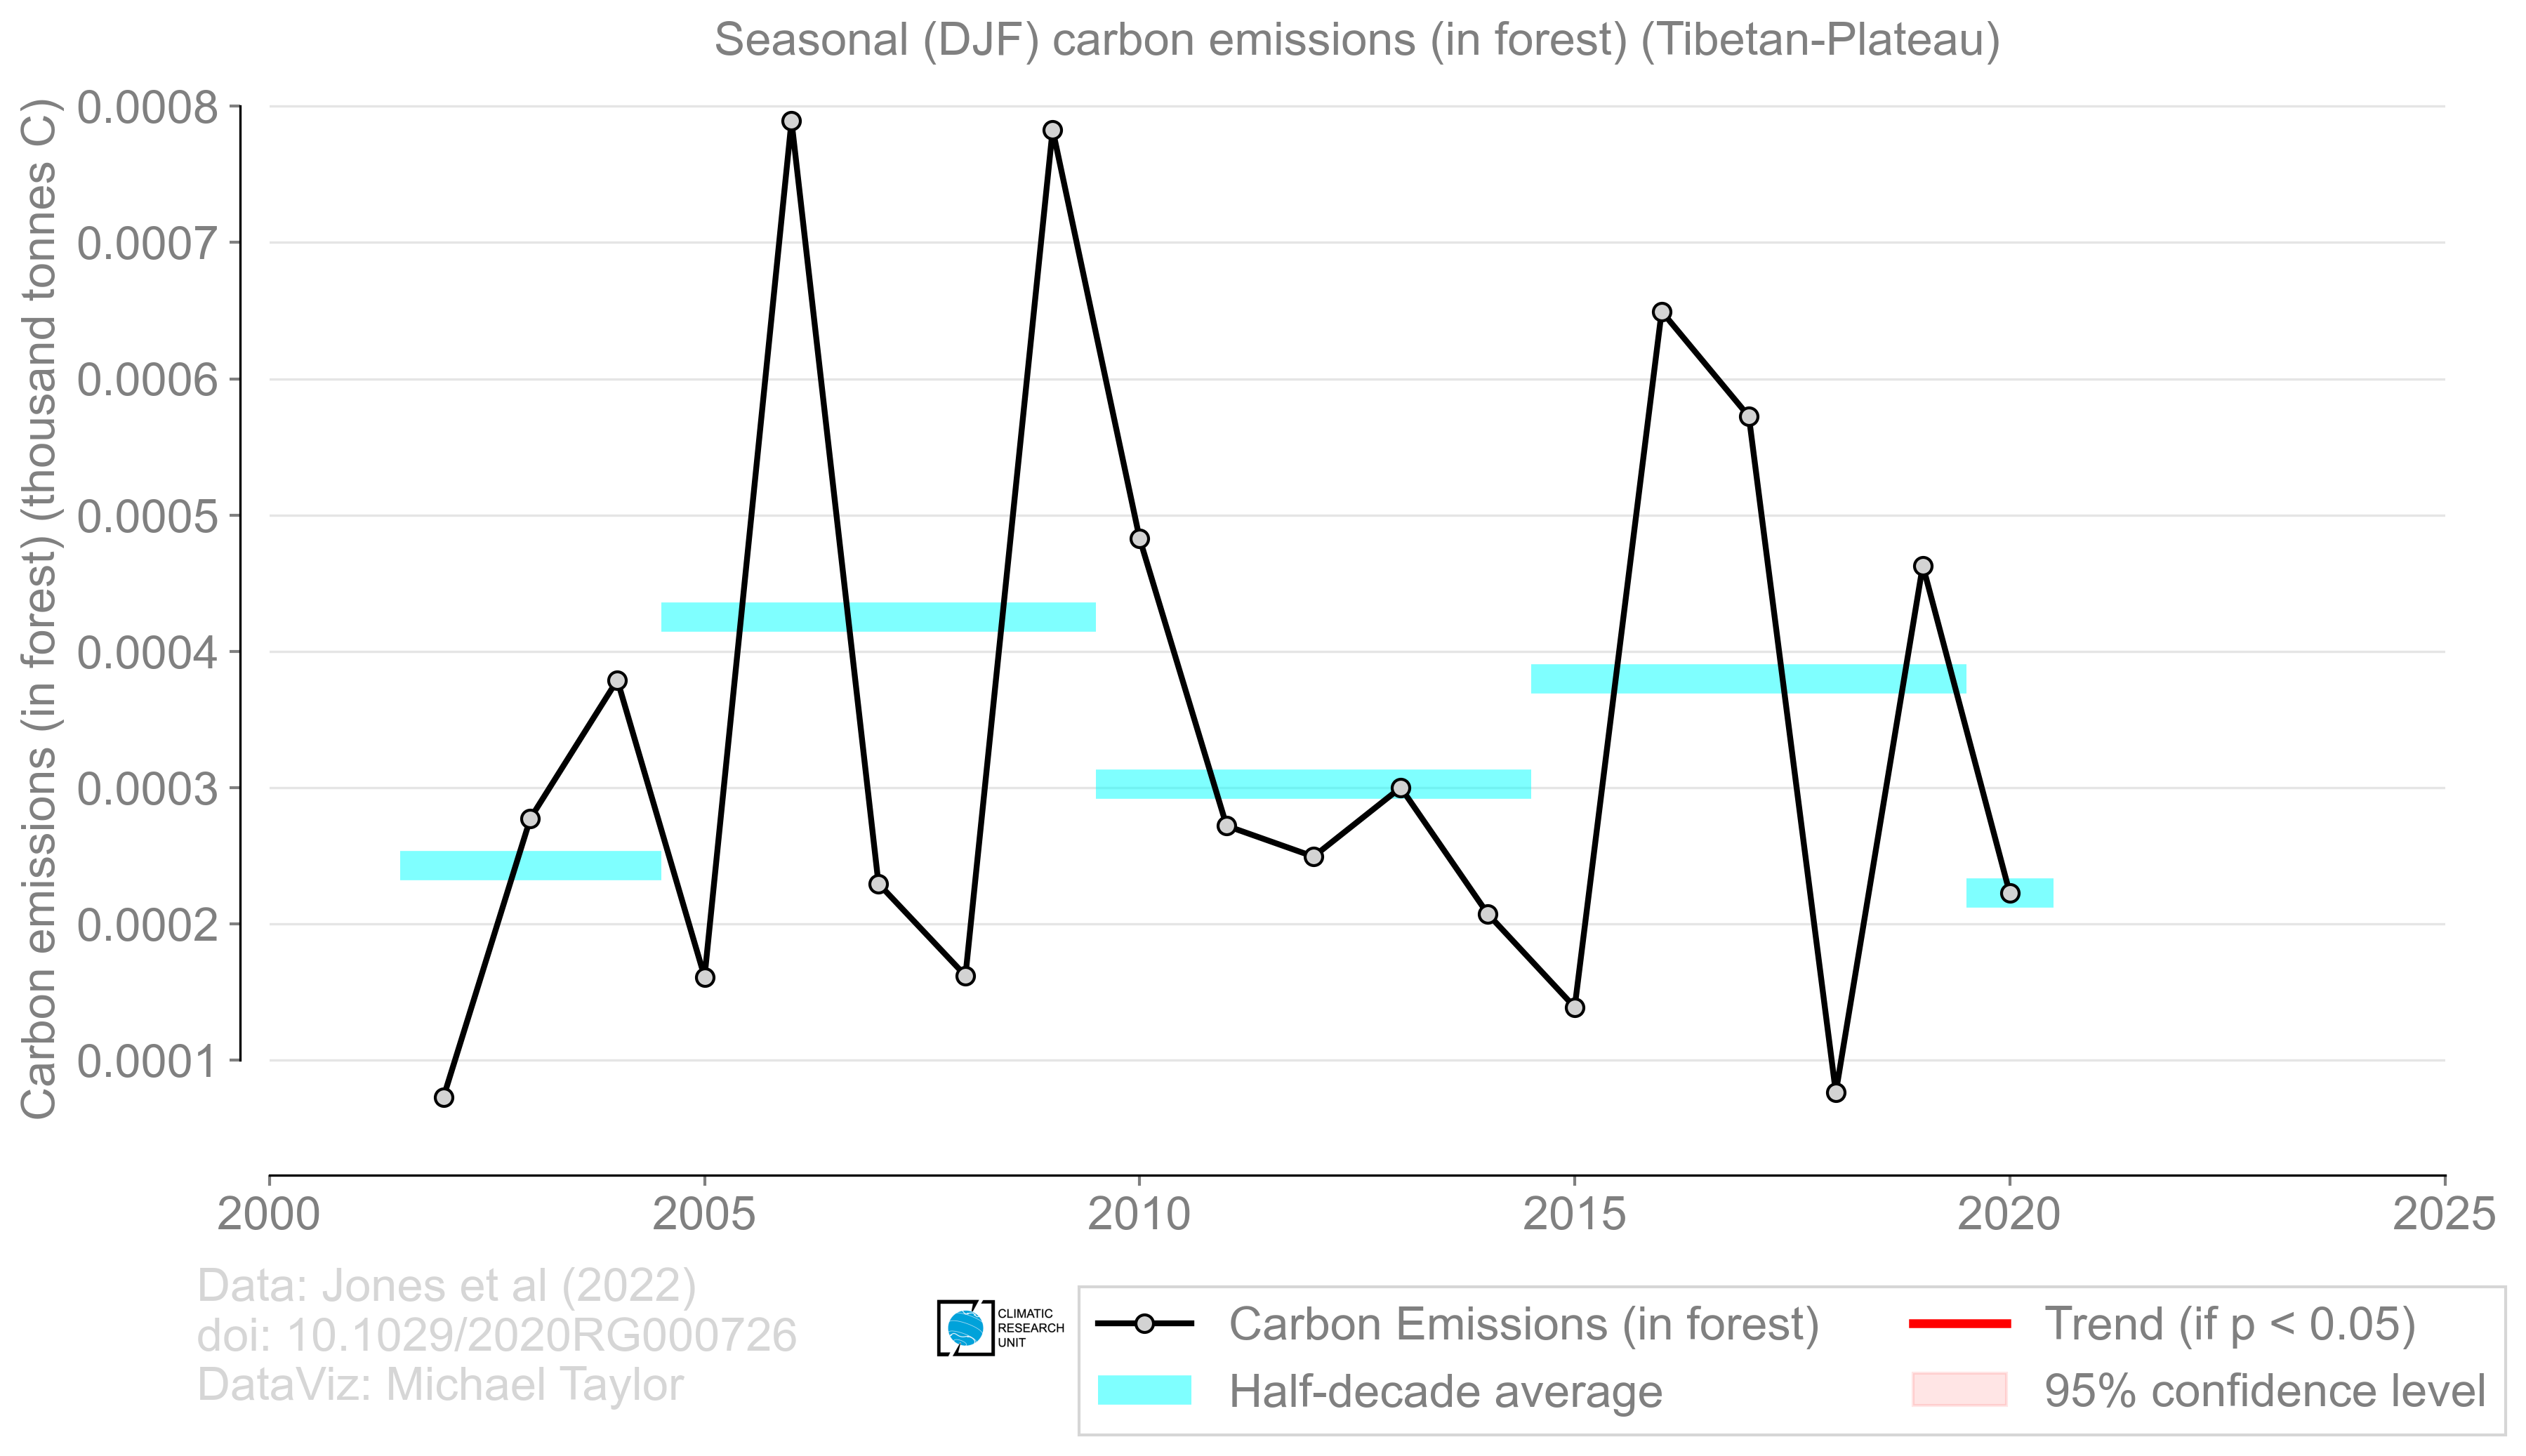 Seasonal (DJF) carbon emissions (in forest) (Tibetan-Plateau)
Carbon emissions (in forest) (thousand tonnes C)
0.0008
0.0007
0.0006
0.0005
0.0004
0.0003
0.0002
0.0001
2000
2005
2010
2015
2020
2025
Data: Jones et al (2022)
doi: 10.1029/2020RG000726
DataViz: Michael Taylor
CLIMATIC
RESEARCH
UNIT
Carbon Emissions (in forest)
Half-decade average
Trend (if p < 0.05)
95% confidence level